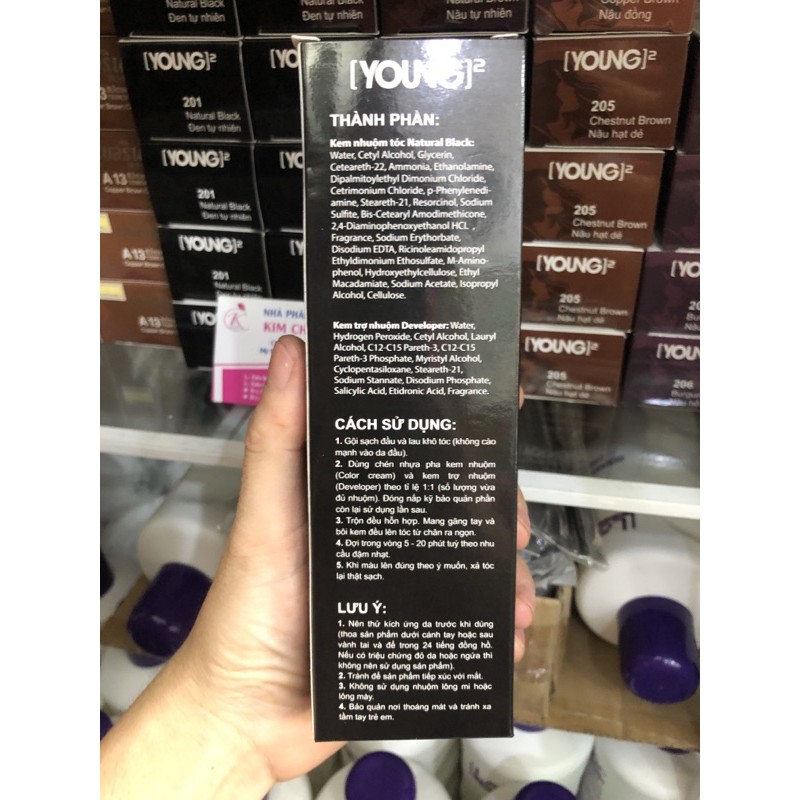 Natural Black
Đen tự nhiên
Natural Black
Đen tự nhiên
Copper Brown
Nâu đồng
[YOUNG]²
201
Natural Black
Đen tự nhiên
[YOUNG]²
201
Natural Black
Đen tự nhiên
[YOUNG]²
201
A13
A13
A13
NHÀ PHÂ
KIM CH
[YOUNG]²
THÀNH PHẦN:
Kem nhuộm tóc Natural Black:
Water, Cetyl Alcohol, Glycerin,
Ceteareth-22, Ammonia, Ethanolamine,
Dipalmitoylethyl Dimonium Chloride,
Cetrimonium Chloride, p-Phenylenedi-
amine, Steareth-21, Resorcinol, Sodium
Sulfite, Bis-Cetearyl Amodimethicone,
2,4-Diaminophenoxyethanol HCL ,
Fragrance, Sodium Erythorbate,
Disodium EDTA, Ricinoleamidopropyl
Ethyldimonium Ethosulfate, M-Amino-
phenol, Hydroxyethylcellulose, Ethyl
Macadamiate, Sodium Acetate, Isopropyl
Alcohol, Cellulose.
Kem trợ nhuộm Developer: Water,
Hydrogen Peroxide, Cetyl Alcohol, Lauryl
Alcohol, C12-C15 Pareth-3, C12-C15
Pareth-3 Phosphate, Myristyl Alcohol,
Cyclopentasiloxane, Steareth-21,
Sodium Stannate, Disodium Phosphate,
Salicylic Acid, Etidronic Acid, Fragrance.
CÁCH SỬ DỤNG:
1. Gội sạch đầu và lau khô tóc (không cào
mạnh vào da đầu).
2. Dùng chén nhựa pha kem nhuộm
(Color cream) và kem trợ nhuộm
(Developer) theo tỉ lệ 1:1 (số lượng vừa
đủ nhuộm). Đóng nắp kỹ bảo quản phần
còn lại sử dụng lần sau.
3. Trộn đều hỗn hợp. Mang găng tay và
bôi kem đều lên tóc từ chân ra ngọn.
4. Đợi trong vòng 5 - 20 phút tuỳ theo nhu
cầu đậm nhạt.
5. Khi màu lên đúng theo ý muốn, xả tóc
lại thật sạch.
LƯU Ý:
1. Nên thử kích ứng da trước khi dùng
(thoa sản phẩm dưới cánh tay hoặc sau
vành tai và để trong 24 tiếng đồng hồ.
Nếu có triệu chứng đỏ da hoặc ngứa thì
không nên sử dụng sản phẩm).
2. Tránh để sản phẩm tiếp xúc với mắt.
3. Không sử dụng nhuộm lông mi hoặc
lông mày.
4. Bảo quản nơi thoáng mát và tránh xa
tầm tay trẻ em.
[YOUNG]²
205
Chestnut Brown
Nâu hạt dẻ
[YOUNG]²
205
Chestnut Brown
Nâu hạt dẻ
[YOUNG]²
205
Chestnut Brown
Nâu hạt dẻ
[YOUNG]²
205
Chestnut Brown
Nâu hạt dẻ
206